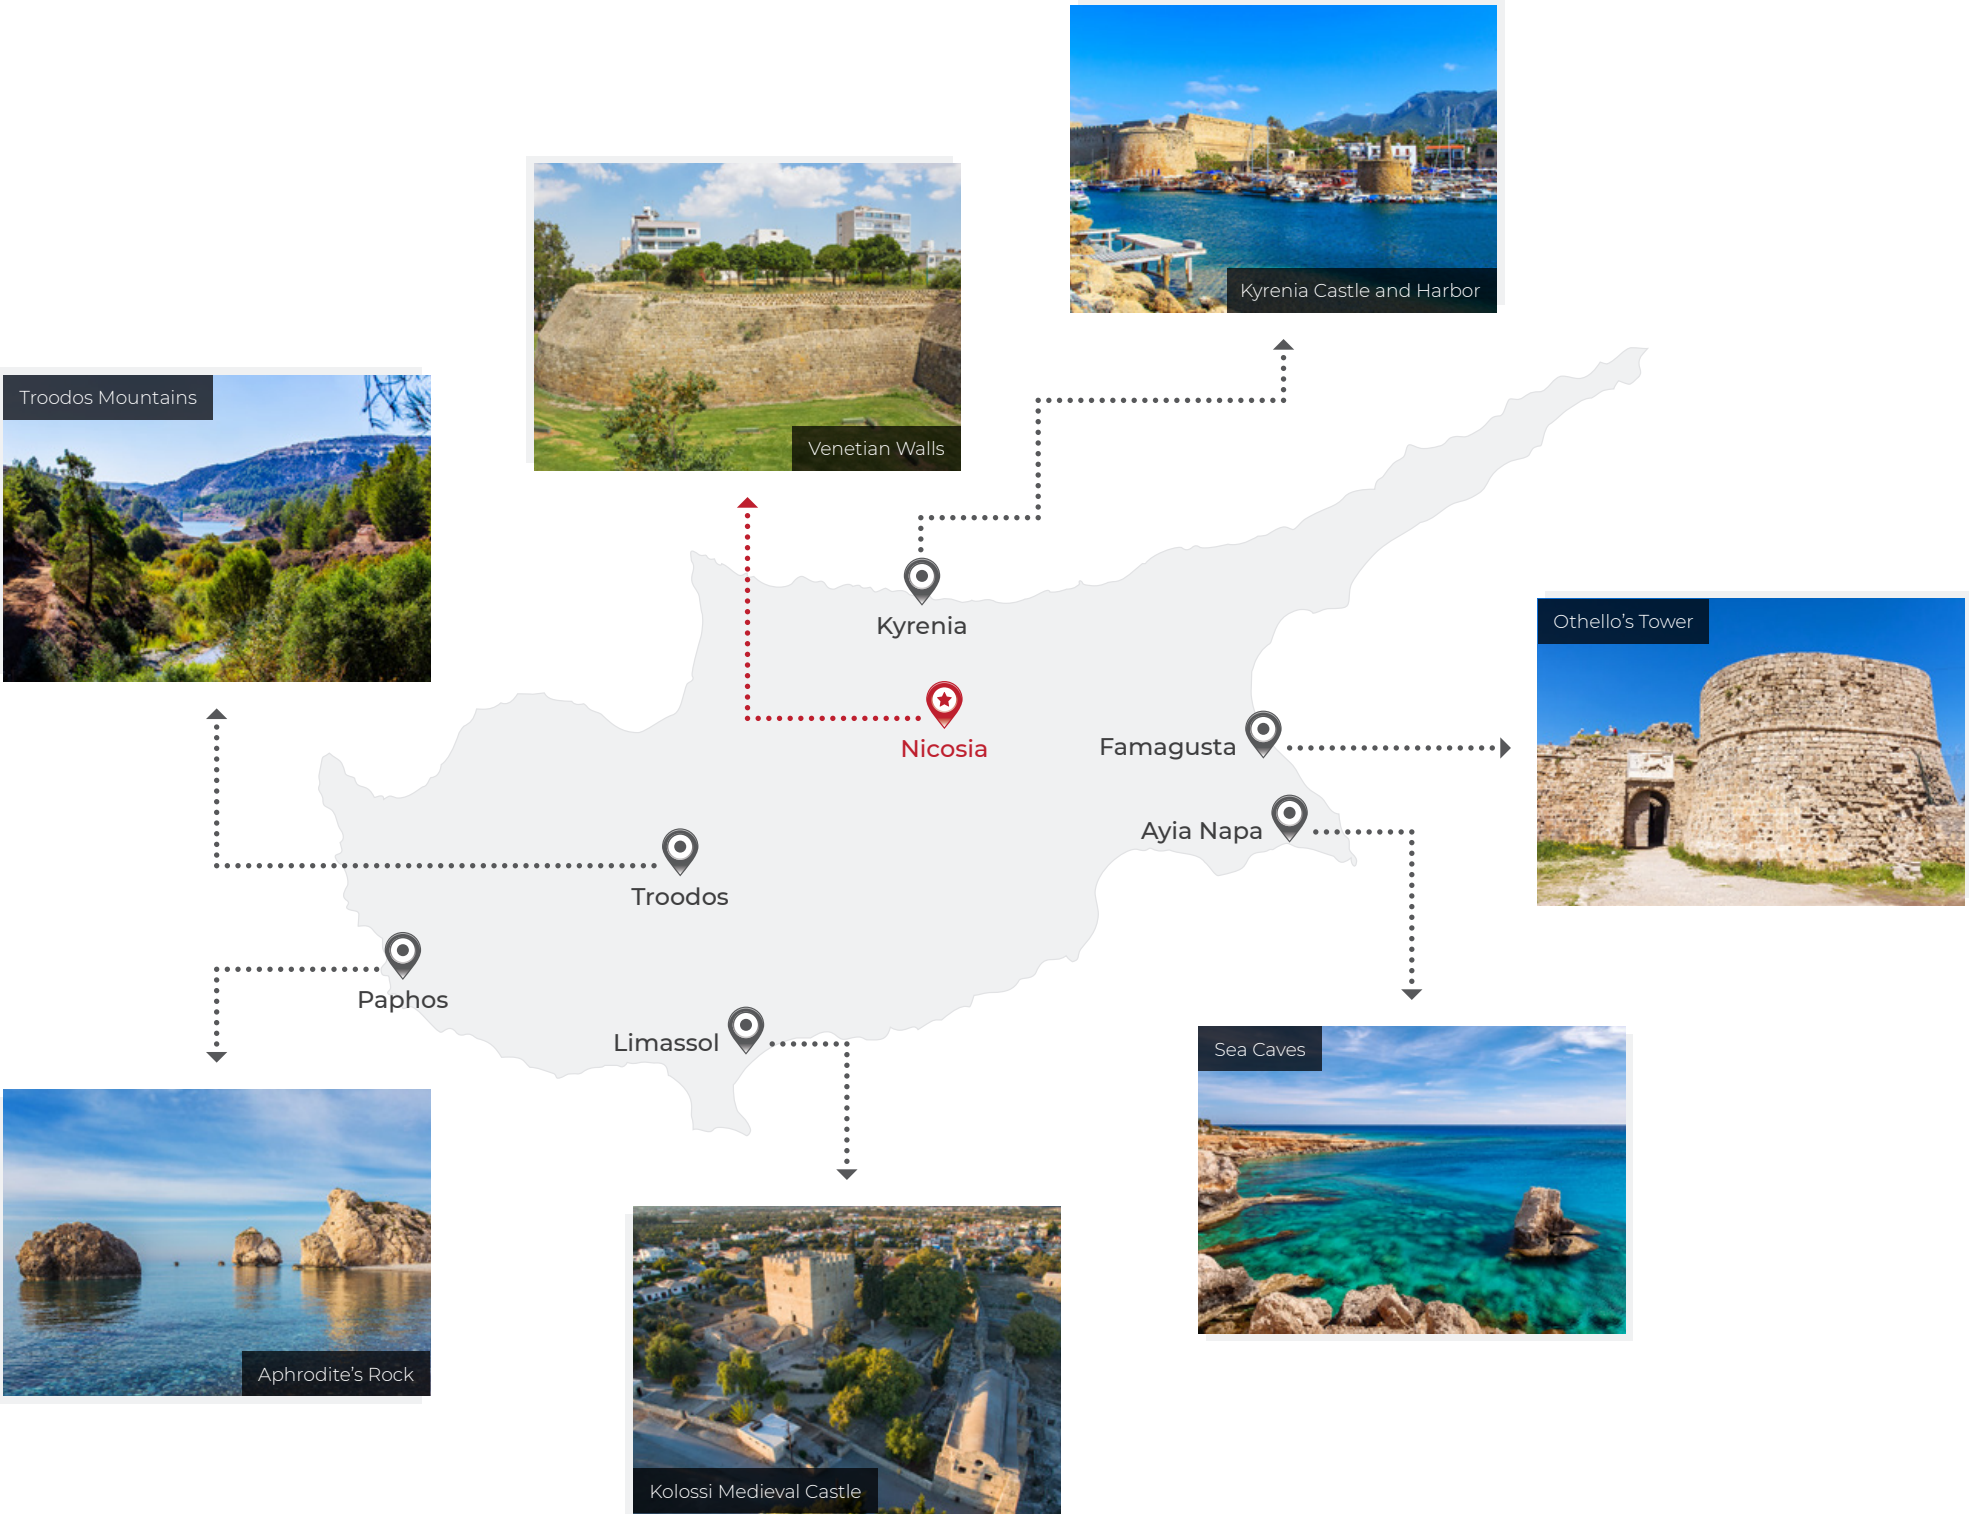 Kyrenia Castle and Harbor
Venetian Walls
Troodos Mountains
Kyrenia
Othello’s Tower
Nicosia
Famagusta
Ayia Napa
Troodos
Paphos
Limassol
Sea Caves
Aphrodite’s Rock
Kolossi Medieval Castle